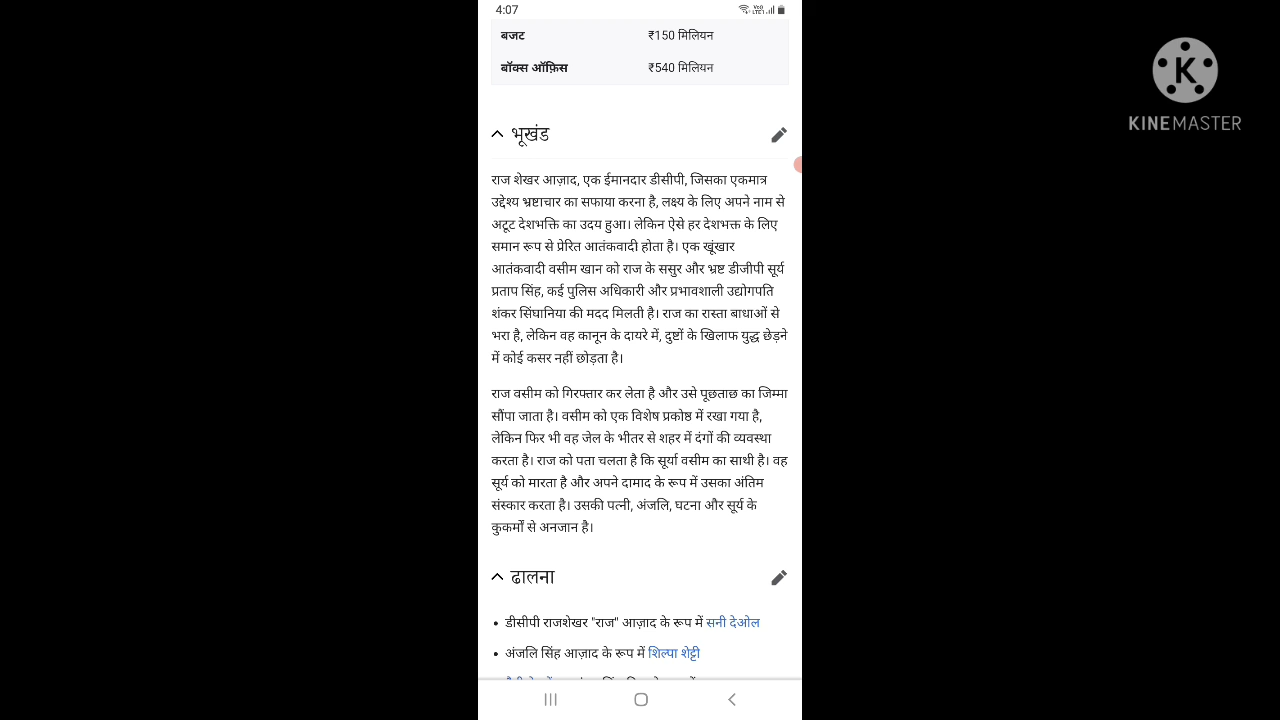 4:07
Vo) LTE1
बजट ₹150 मिलियन
बॉक्स ऑफ़िस ₹540 मिलियन
K
KINEMASTER
भूखंड
राज शेखर आज़ाद, एक ईमानदार डीसीपी, जिसका एकमात्र
उद्देश्य भ्रष्टाचार का सफाया करना है, लक्ष्य के लिए अपने नाम से
अटूट देशभक्ति का उदय हुआ। लेकिन ऐसे हर देशभक्त के लिए
समान रूप से प्रेरित आतंकवादी होता है। एक खूंखार
आतंकवादी वसीम खान को राज के ससुर और भ्रष्ट डीजीपी सूर्य
प्रताप सिंह, कई पुलिस अधिकारी और प्रभावशाली उद्योगपति
शंकर सिंघानिया की मदद मिलती है। राज का रास्ता बाधाओं से
भरा है, लेकिन वह कानून के दायरे में, दुष्टों के खिलाफ युद्ध छेड़ने
में कोई कसर नहीं छोड़ता है।
राज वसीम को गिरफ्तार कर लेता है और उसे पूछताछ का जिम्मा
सौंपा जाता है। वसीम को एक विशेष प्रकोष्ठ में रखा गया है,
लेकिन फिर भी वह जेल के भीतर से शहर में दंगों की व्यवस्था
करता है। राज को पता चलता है कि सूर्या वसीम का साथी है। वह
सूर्य को मारता है और अपने दामाद के रूप में उसका अंतिम
संस्कार करता है। उसकी पत्नी, अंजलि, घटना और सूर्य के
कुकर्मों से अनजान है।
ढालना
• डीसीपी राजशेखर "राज" आज़ाद के रूप में सनी देओल
• अंजलि सिंह आज़ाद के रूप में शिल्पा शेट्टी